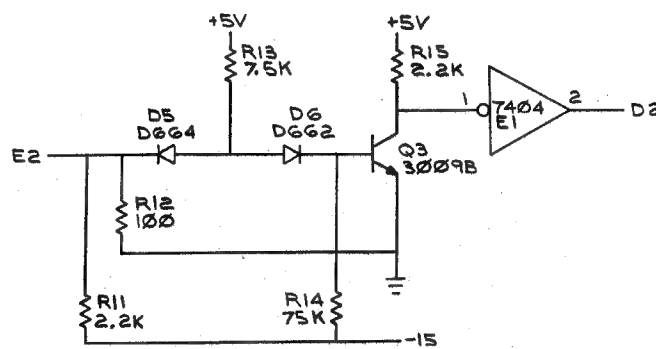 +5V
+5V
R13
7.5K
R15
2.2K
D5
D664
D6
D662
1
7404
E1
2
D2
E2
Q3
3009B
R12
100
R11
2.2K
R14
75K
-15